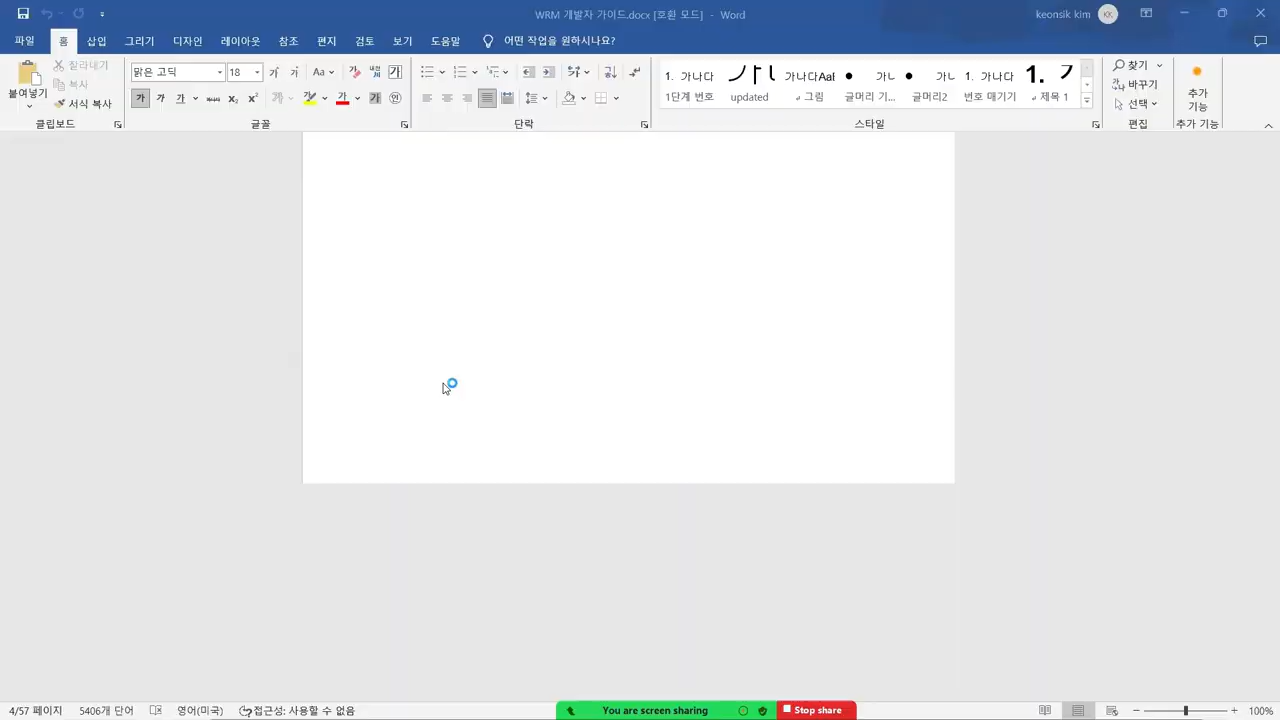 WRM 개발자 가이드.docx [호환 모드] - Word
keonsik kim
KK
파일 홈 삽입 그리기 디자인 레이아웃 참조 편지 검토 보기 도움말 어떤 작업을 원하시나요?
붙여넣기
잘라내기
복사
서식 복사
클립보드
맑은 고딕 18
글꼴
단락
1. 가나다
1단계 번호
updated
가나다AaI
그림
글머리 기...
글머리2
1. 가나다
번호 매기기
1.
제목 1
스타일
찾기
바꾸기
선택
편집
추가 기능
추가 기능
4/57 페이지 5406개 단어 영어(미국) 접근성: 사용할 수 없음
You are screen sharing Stop share
100%